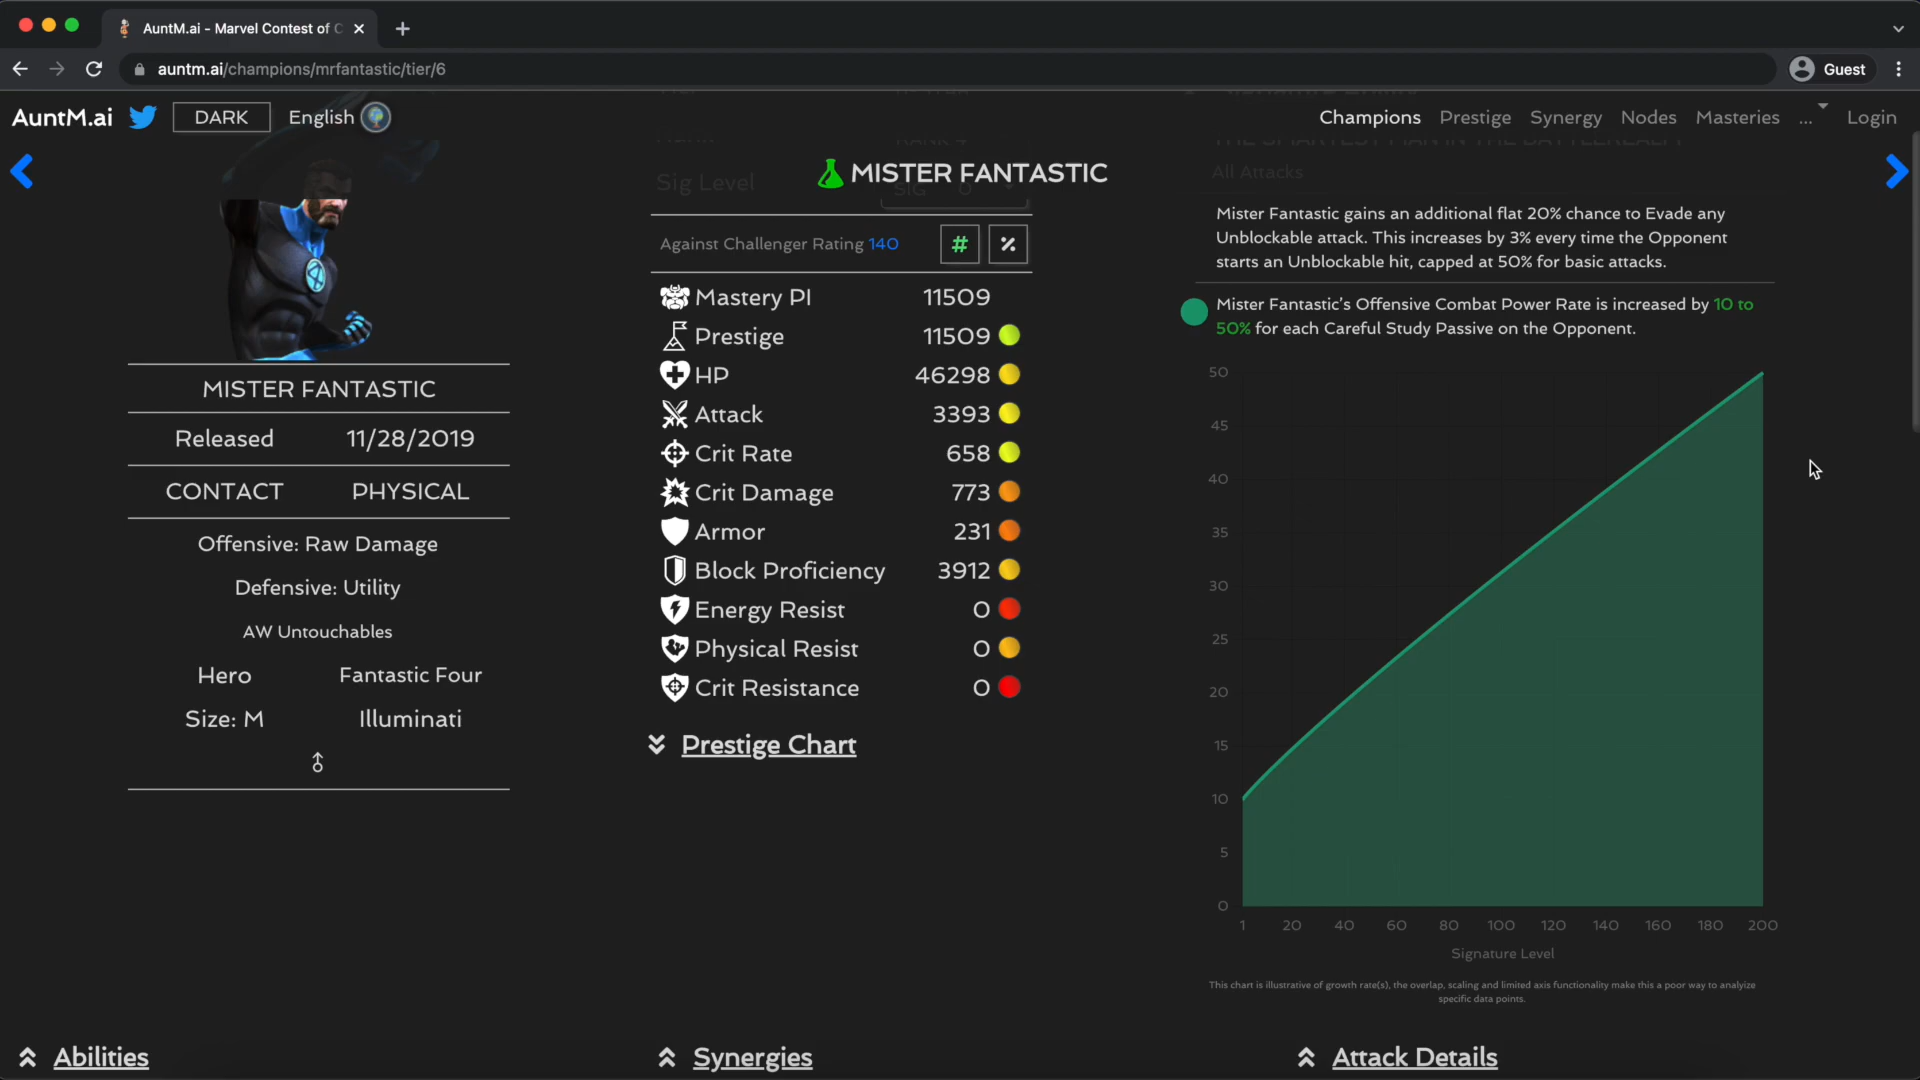 AuntM.ai - Marvel Contest of C
auntm.ai/champions/mrfantastic/tier/6
Guest
AuntM.ai
DARK
English
Champions
Prestige
Synergy
Nodes
Masteries
...
Login
MISTER FANTASTIC
MISTER FANTASTIC
Released 11/28/2019
CONTACT PHYSICAL
Offensive: Raw Damage
Defensive: Utility
AW Untouchables
Hero Fantastic Four
Size: M Illuminati
Sig Level SIG 0
Against Challenger Rating 140 # %
Mastery PI 11509
Prestige 11509
HP 46298
Attack 3393
Crit Rate 658
Crit Damage 773
Armor 231
Block Proficiency 3912
Energy Resist 0
Physical Resist 0
Crit Resistance 0
Prestige Chart
THE SMARTEST MAN IN THE BATTLEREALM
All Attacks
Mister Fantastic gains an additional flat 20% chance to Evade any
Unblockable attack. This increases by 3% every time the Opponent
starts an Unblockable hit, capped at 50% for basic attacks.
Mister Fantastic's Offensive Combat Power Rate is increased by 10 to
50% for each Careful Study Passive on the Opponent.
50
45
40
35
30
25
20
15
10
5
0
1 20 40 60 80 100 120 140 160 180 200
Signature Level
This chart is illustrative of growth rate(s), the overlap, scaling and limited axis functionality make this a poor way to analyize
specific data points.
Abilities
Synergies
Attack Details